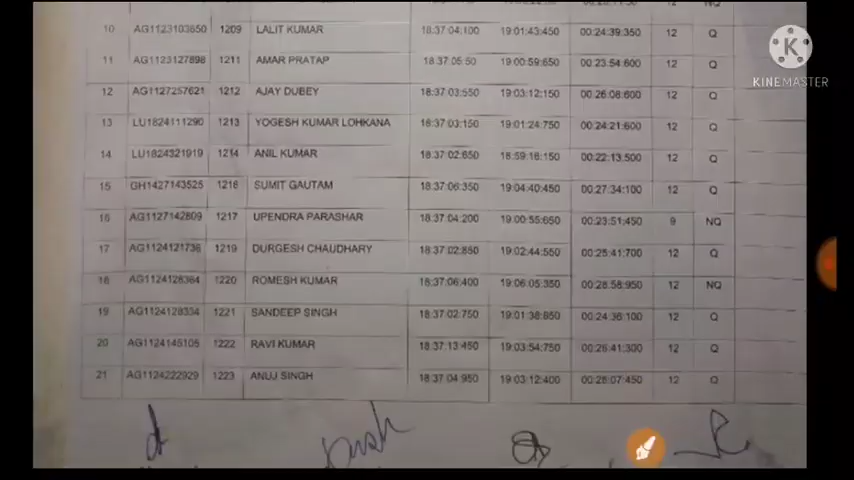 12 NQ
10 AG1123103650 1209 LALIT KUMAR 18:37:04:100 19:01:43:450 00:24:39:350 12 Q
11 AG1123127898 1211 AMAR PRATAP 18:37:05:50 19:00:59:650 00:23:54:600 12 Q
12 AG1127257621 1212 AJAY DUBEY 18:37:03:550 19:03:12:150 00:26:08:600 12 Q
13 LU1824111290 1213 YOGESH KUMAR LOHKANA 18:37:03:150 19:01:24:750 00:24:21:600 12 Q
14 LU1824321919 1214 ANIL KUMAR 18:37:02:650 18:59:16:150 00:22:13:500 12 Q
15 GH1427143525 1216 SUMIT GAUTAM 18:37:06:350 19:04:40:450 00:27:34:100 12 Q
16 AG1127142809 1217 UPENDRA PARASHAR 18:37:04:200 19:00:55:650 00:23:51:450 9 NQ
17 AG1124121736 1219 DURGESH CHAUDHARY 18:37:02:850 19:02:44:550 00:25:41:700 12 Q
18 AG1124128364 1220 ROMESH KUMAR 18:37:06:400 19:06:05:350 00:28:58:950 12 NQ
19 AG1124128334 1221 SANDEEP SINGH 18:37:02:750 19:01:38:850 00:24:36:100 12 Q
20 AG1124145105 1222 RAVI KUMAR 18:37:13:450 19:03:54:750 00:26:41:300 12 Q
21 AG1124222929 1223 ANUJ SINGH 18:37:04:950 19:03:12:400 00:26:07:450 12 Q
K
KINEMASTER